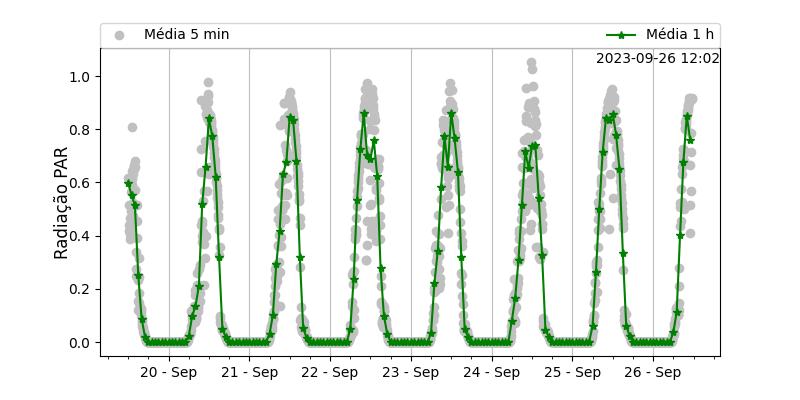 Média 5 min
Média 1 h
2023-09-26 12:02
Radiação PAR
1.0
0.8
0.6
0.4
0.2
0.0
20 - Sep
21 - Sep
22 - Sep
23 - Sep
24 - Sep
25 - Sep
26 - Sep